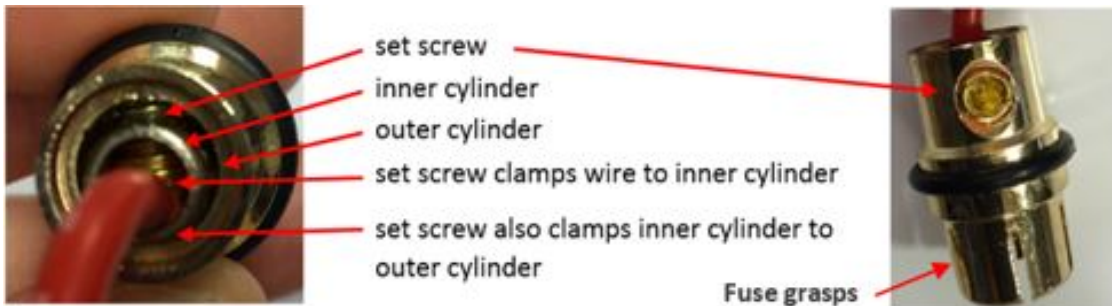 set screw
inner cylinder
outer cylinder
set screw clamps wire to inner cylinder
set screw also clamps inner cylinder to
outer cylinder
Fuse grasps